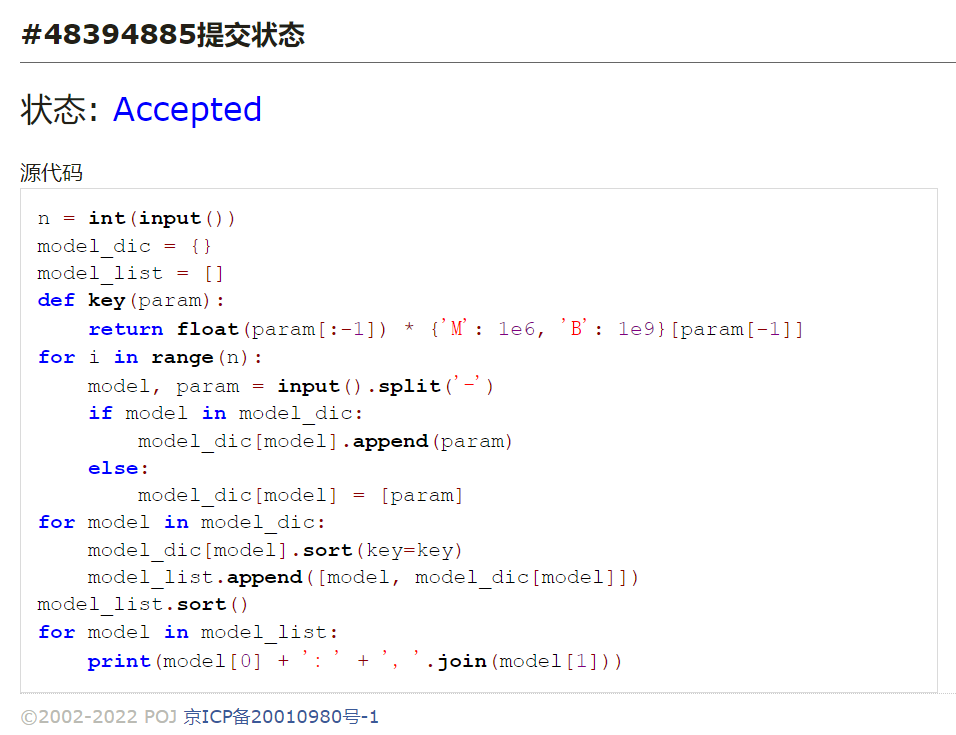 #48394885提交状态
状态: Accepted
源代码
n = int(input())
model_dic = {}
model_list = []
def key(param):
    return float(param[:-1]) * {'M': 1e6, 'B': 1e9}[param[-1]]
for i in range(n):
    model, param = input().split('-')
    if model in model_dic:
        model_dic[model].append(param)
    else:
        model_dic[model] = [param]
for model in model_dic:
    model_dic[model].sort(key=key)
    model_list.append([model, model_dic[model]])
model_list.sort()
for model in model_list:
    print(model[0] + ': ' + ', '.join(model[1]))
©2002-2022 POJ 京ICP备20010980号-1